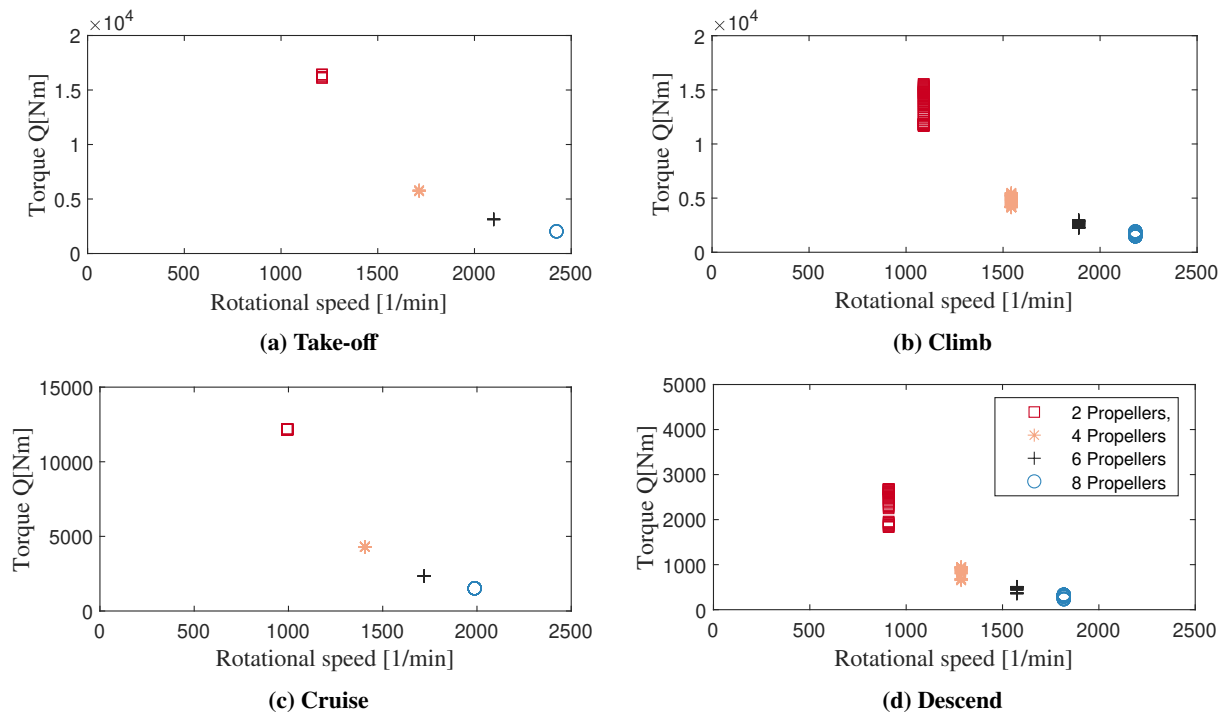 ×10⁴
2
1.5
1
0.5
0
Torque Q[Nm]
0 500 1000 1500 2000 2500
Rotational speed [1/min]
(a) Take-off
×10⁴
2
1.5
1
0.5
0
Torque Q[Nm]
0 500 1000 1500 2000 2500
Rotational speed [1/min]
(b) Climb
15000
10000
5000
0
Torque Q[Nm]
0 500 1000 1500 2000 2500
Rotational speed [1/min]
(c) Cruise
5000
4000
3000
2000
1000
0
Torque Q[Nm]
2 Propellers,
4 Propellers
6 Propellers
8 Propellers
0 500 1000 1500 2000 2500
Rotational speed [1/min]
(d) Descend